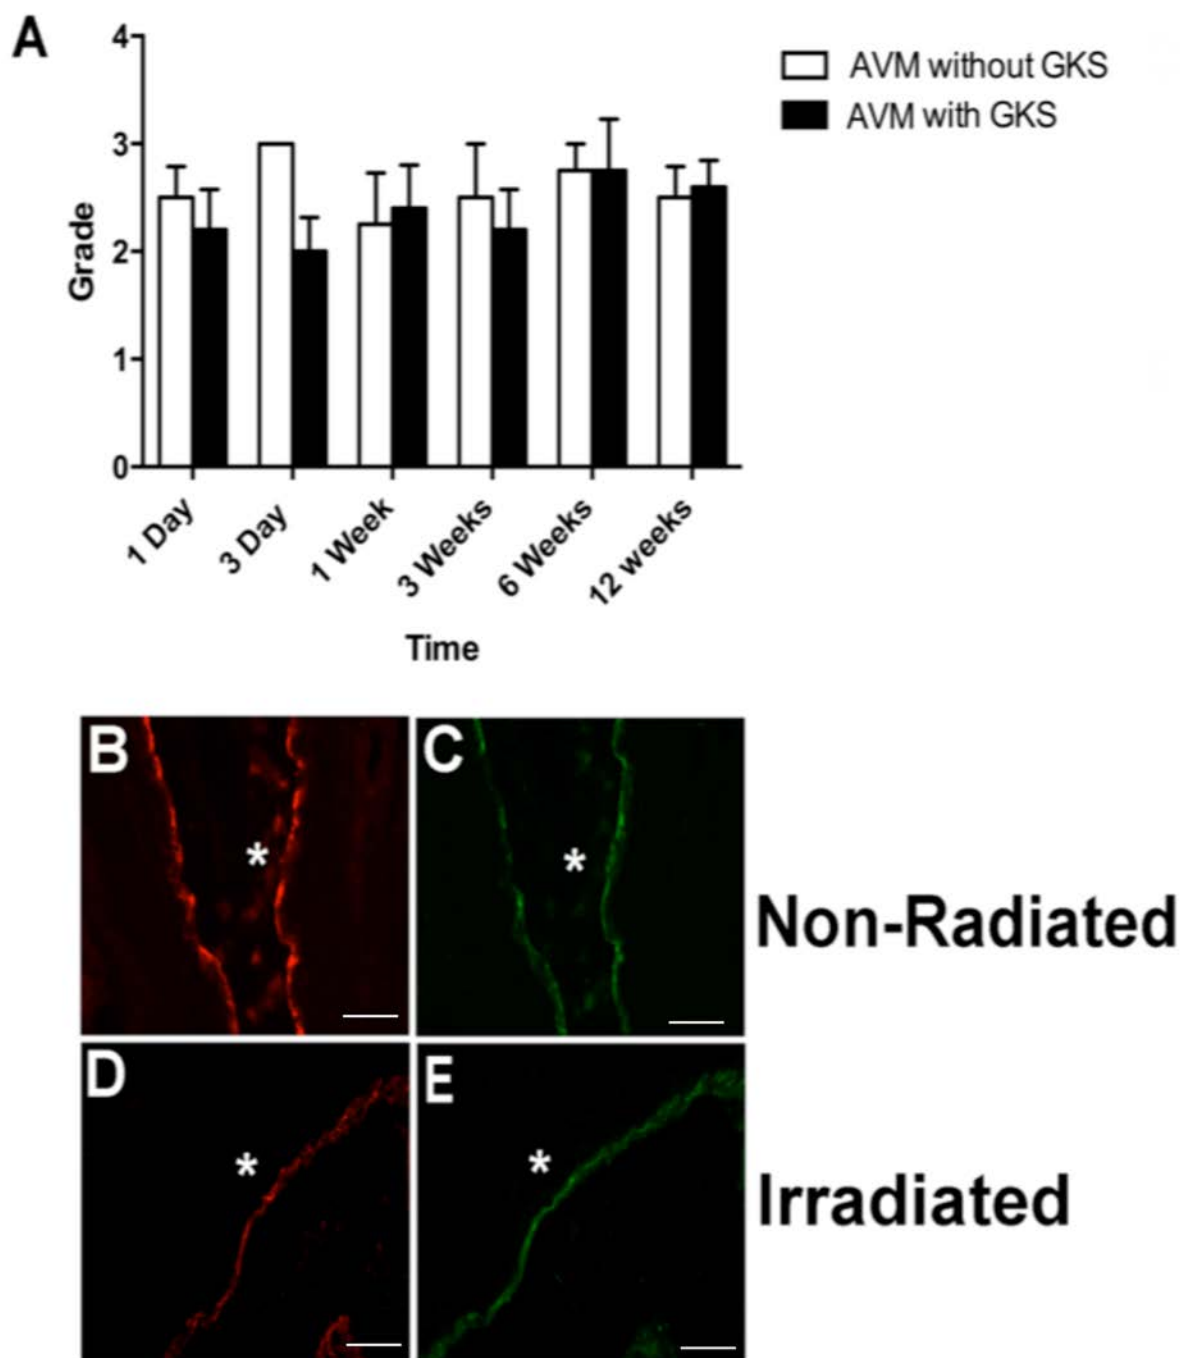 A
4
3
2
1
0
Grade
AVM without GKS
AVM with GKS
1 Day
3 Day
1 Week
3 Weeks
6 Weeks
12 weeks
Time
B
C
*
*
Non-Radiated
D
E
*
*
Irradiated